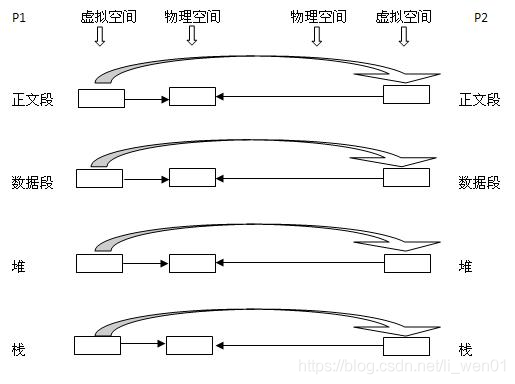 P1 虚拟空间 物理空间 物理空间 虚拟空间 P2
正文段 正文段
数据段 数据段
堆 堆
栈 栈
https://blog.csdn.net/li_wen01